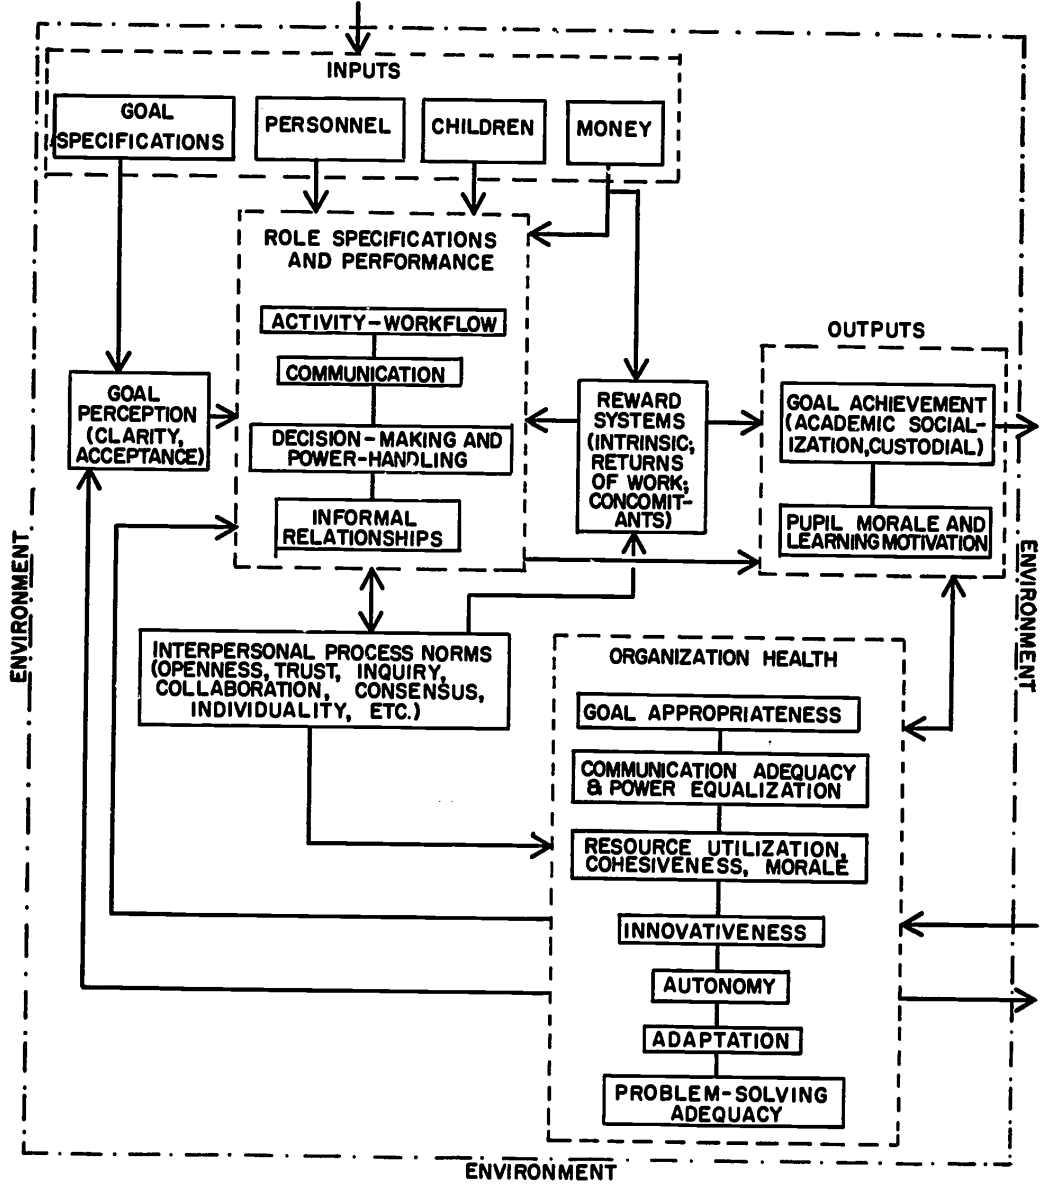 INPUTS
GOAL
SPECIFICATIONS
PERSONNEL
CHILDREN
MONEY
ROLE SPECIFICATIONS
AND PERFORMANCE
ACTIVITY-WORKFLOW
COMMUNICATION
DECISION-MAKING AND
POWER-HANDLING
INFORMAL
RELATIONSHIPS
GOAL
PERCEPTION
(CLARITY,
ACCEPTANCE)
REWARD
SYSTEMS
(INTRINSIC;
RETURNS
OF WORK;
CONCOMIT-
ANTS)
OUTPUTS
GOAL ACHIEVEMENT
(ACADEMIC SOCIAL-
IZATION, CUSTODIAL)
PUPIL MORALE AND
LEARNING MOTIVATION
ENVIRONMENT
ENVIRONMENT
INTERPERSONAL PROCESS NORMS
(OPENNESS, TRUST, INQUIRY,
COLLABORATION, CONSENSUS,
INDIVIDUALITY, ETC.)
ORGANIZATION HEALTH
GOAL APPROPRIATENESS
COMMUNICATION ADEQUACY
& POWER EQUALIZATION
RESOURCE UTILIZATION,
COHESIVENESS, MORALE
INNOVATIVENESS
AUTONOMY
ADAPTATION
PROBLEM-SOLVING
ADEQUACY
ENVIRONMENT